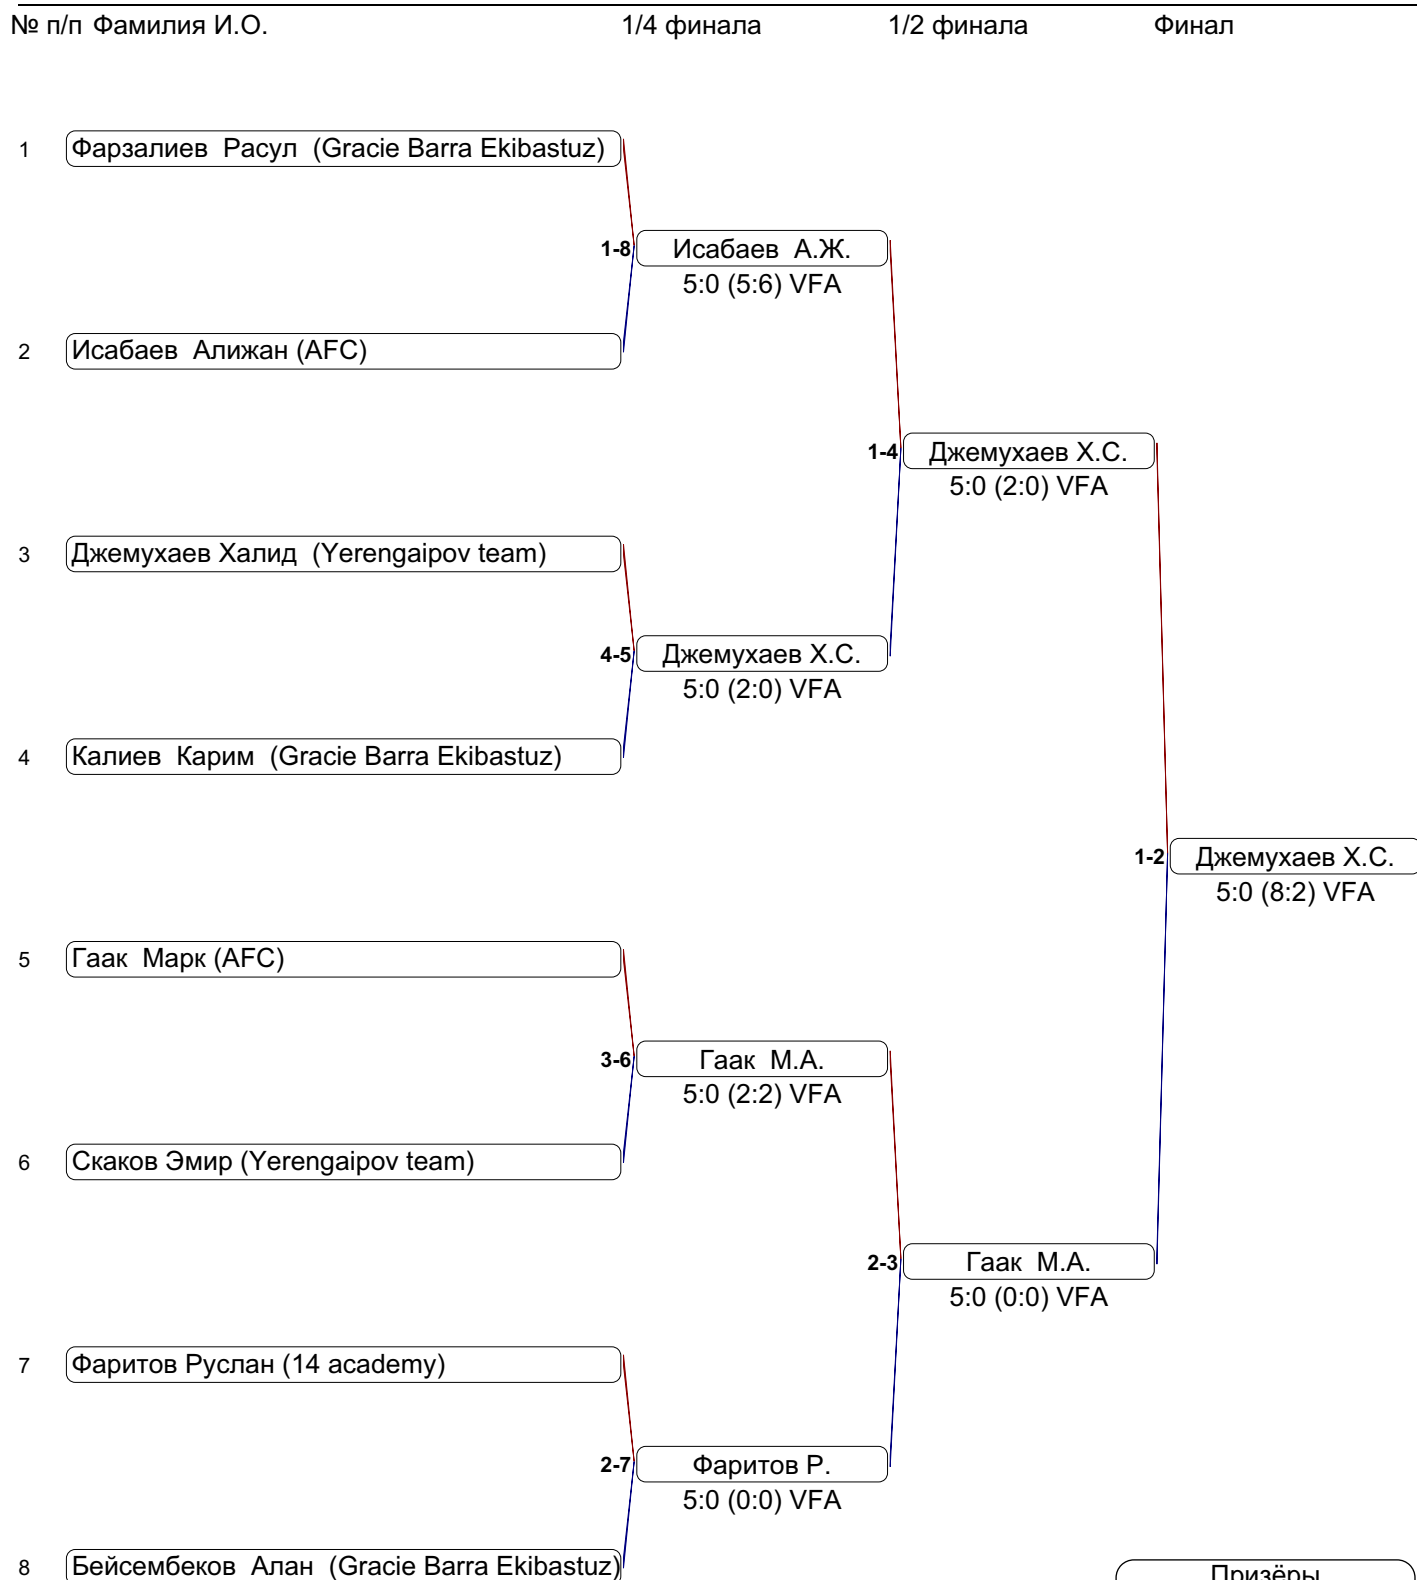 № п/п Фамилия И.О. 1/4 финала 1/2 финала Финал
1 Фарзалиев Расул (Gracie Barra Ekibastuz)
1-8 Исабаев А.Ж.
5:0 (5:6) VFA
2 Исабаев Алижан (AFC)
1-4 Джемухаев Х.С.
5:0 (2:0) VFA
3 Джемухаев Халид (Yerengaipov team)
4-5 Джемухаев Х.С.
5:0 (2:0) VFA
4 Калиев Карим (Gracie Barra Ekibastuz)
1-2 Джемухаев Х.С.
5:0 (8:2) VFA
5 Гаак Марк (AFC)
3-6 Гаак М.А.
5:0 (2:2) VFA
6 Скаков Эмир (Yerengaipov team)
2-3 Гаак М.А.
5:0 (0:0) VFA
7 Фаритов Руслан (14 academy)
2-7 Фаритов Р.
5:0 (0:0) VFA
8 Бейсембеков Алан (Gracie Barra Ekibastuz)
Призёры